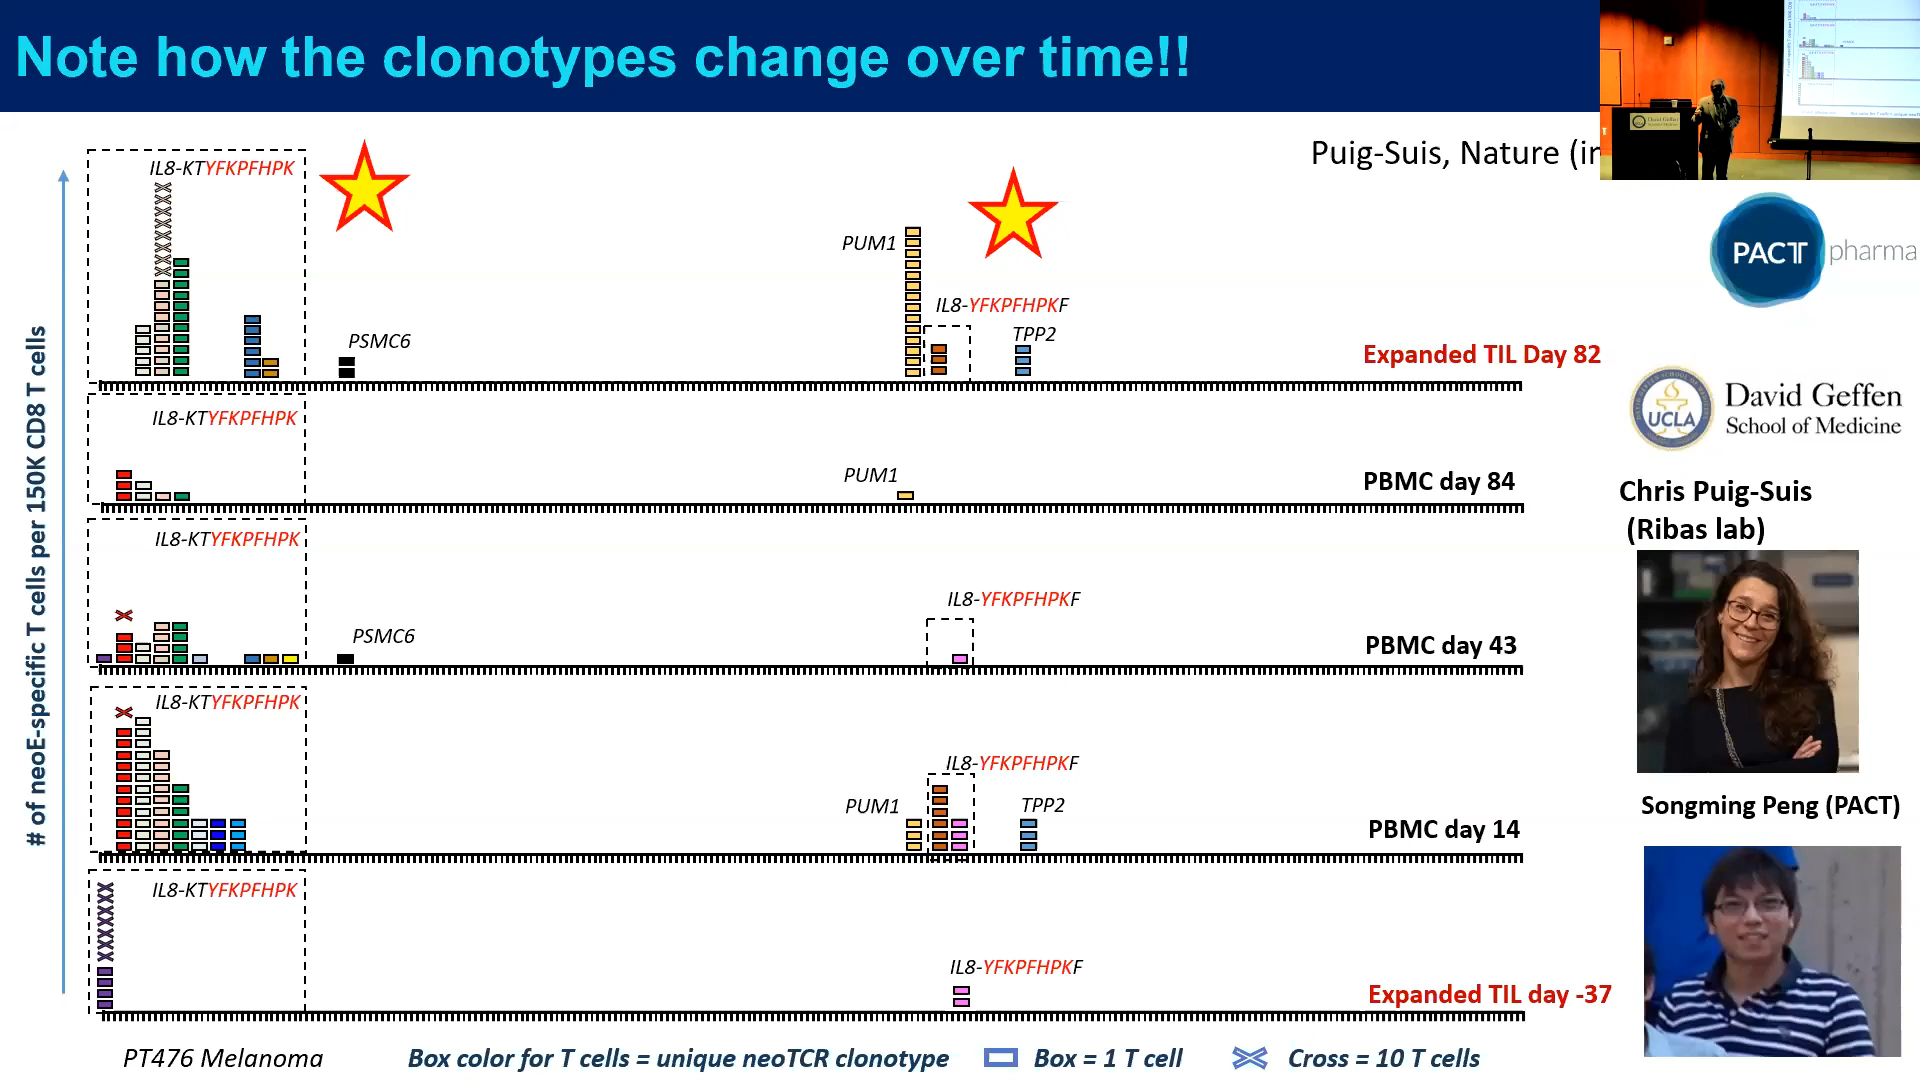 Note how the clonotypes change over time!!
Puig-Suis, Nature (in
# of neoE-specific T cells per 150K CD8 T cells
IL8-KTYFKPFHPK
PUM1
IL8-YFKPFHPKF
PSMC6
TPP2
Expanded TIL Day 82
IL8-KTYFKPFHPK
PUM1
PBMC day 84
IL8-KTYFKPFHPK
IL8-YFKPFHPKF
PSMC6
PBMC day 43
IL8-KTYFKPFHPK
IL8-YFKPFHPKF
PUM1
TPP2
PBMC day 14
IL8-KTYFKPFHPK
IL8-YFKPFHPKF
Expanded TIL day -37
PT476 Melanoma
Box color for T cells = unique neoTCR clonotype
Box = 1 T cell
Cross = 10 T cells
David Geffen
PACT pharma
UCLA
David Geffen
School of Medicine
Chris Puig-Suis
(Ribas lab)
Songming Peng (PACT)